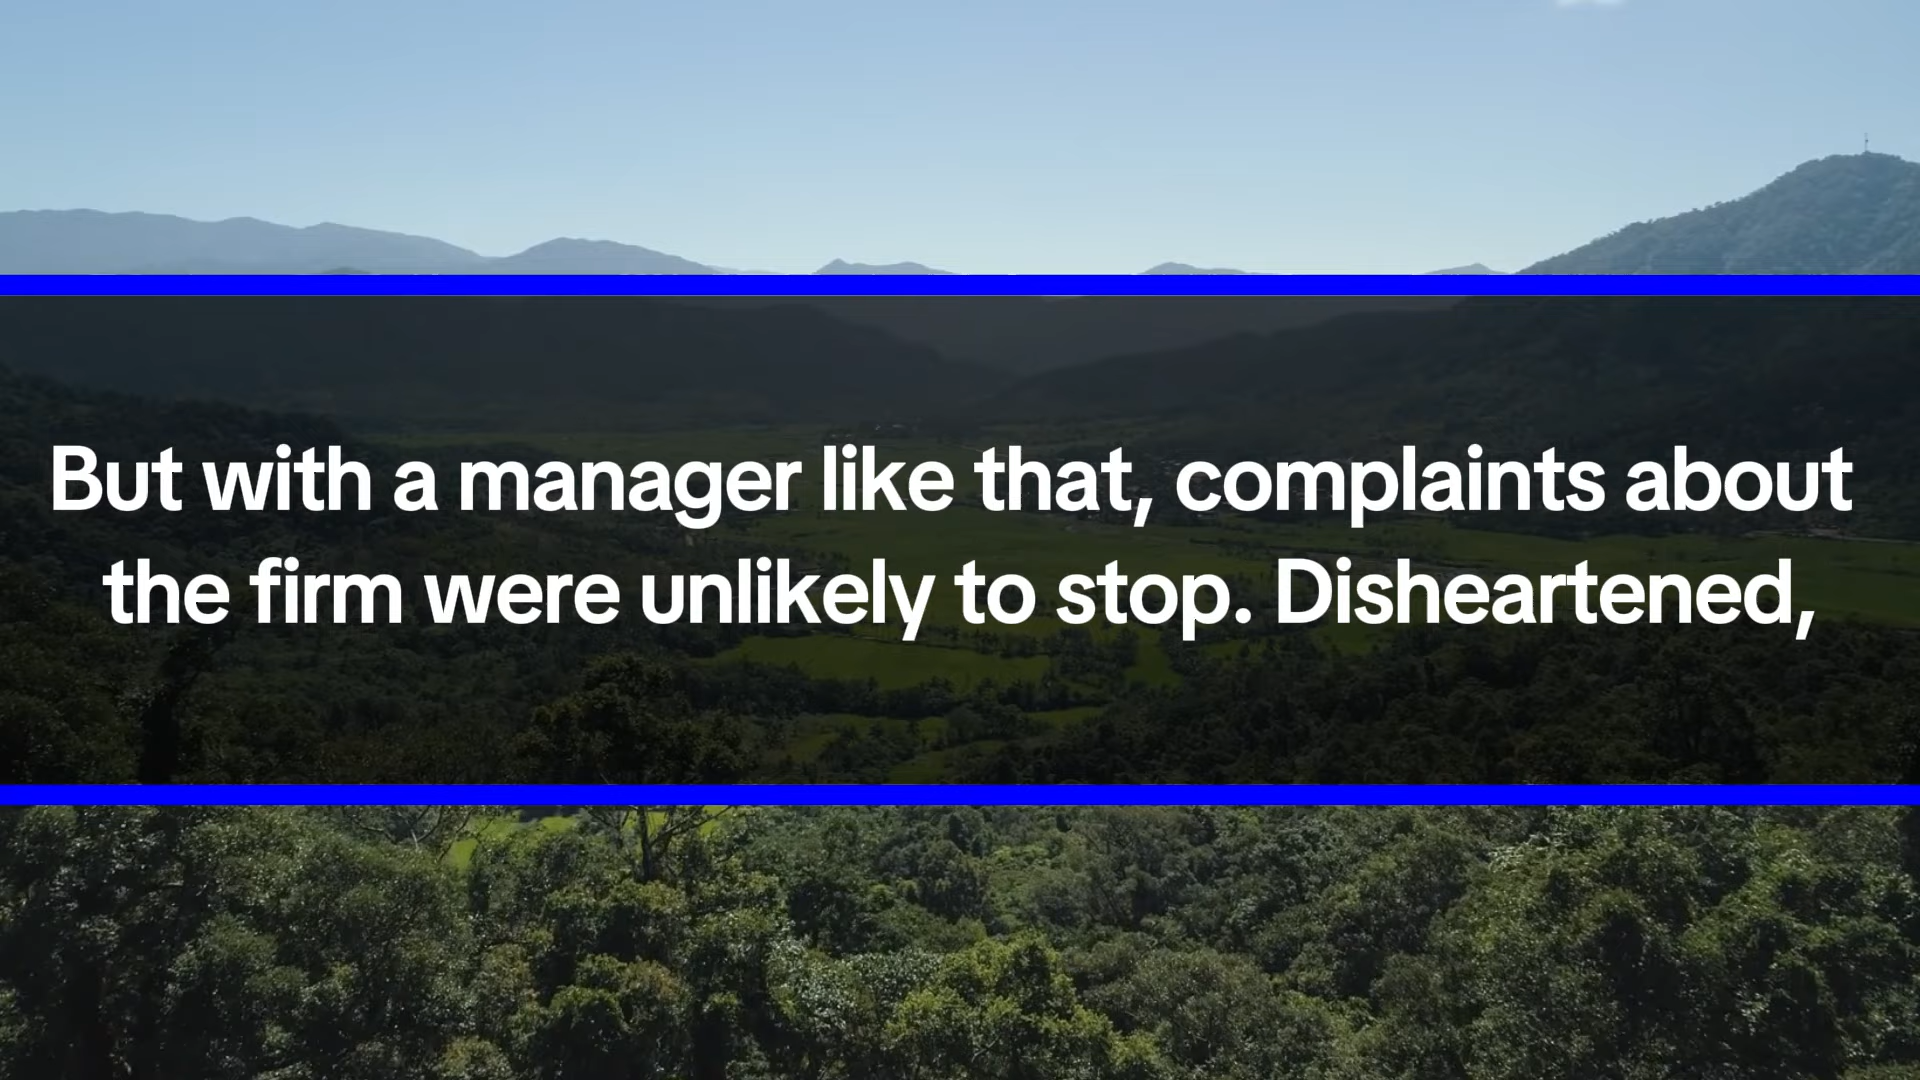 But with a manager like that, complaints about
the firm were unlikely to stop. Disheartened,